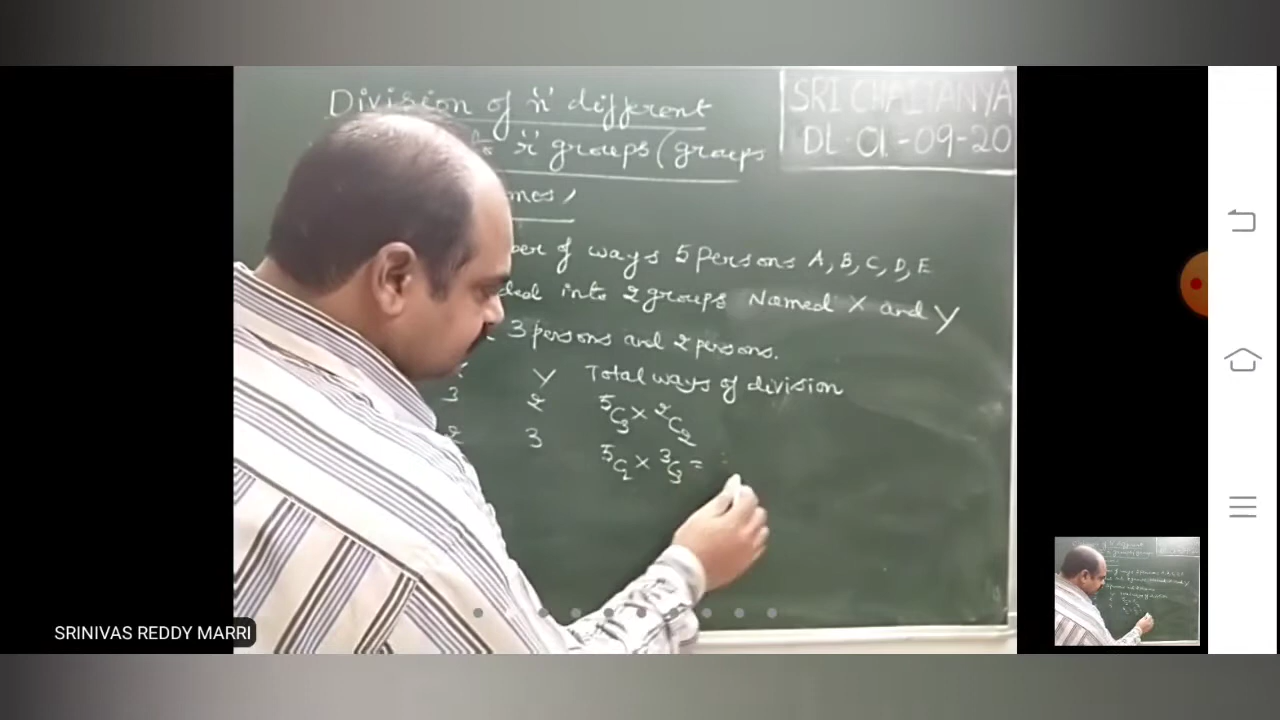 Division of "n" different
"r" groups (groups
SRI CHAITANYA
DL.01-09-20
of ways 5 persons A, B, C, D, E
into 2 groups Named X and Y
3 persons and 2 persons.
Y Total ways of division
3 2 ⁵C₃ × ²C₂
2 3 ⁵C₂ × ³C₃ =
SRINIVAS REDDY MARRI